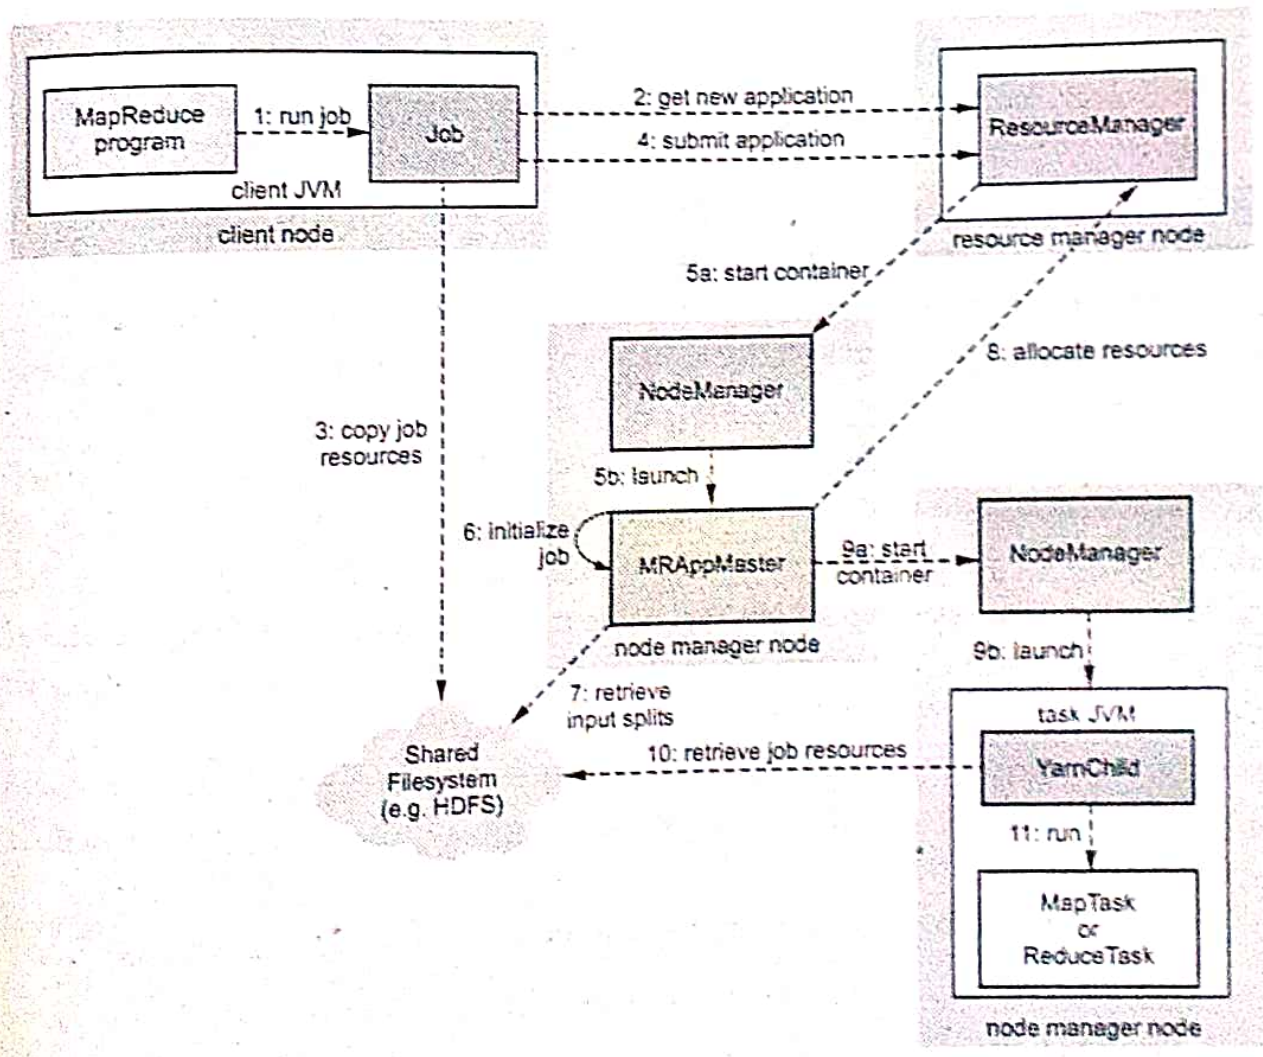 MapReduce
program
1: run job
Job
client JVM
client node
2: get new application
4: submit application
ResourceManager
resource manager node
5a: start container
8: allocate resources
NodeManager
3: copy job
resources
5b: launch
6: initialize
job
MRAppMaster
9a: start
container
NodeManager
node manager node
9b: launch
7: retrieve
input splits
task JVM
10: retrieve job resources
Shared
Filesystem
(e.g. HDFS)
YarnChild
11: run
MapTask
or
ReduceTask
node manager node